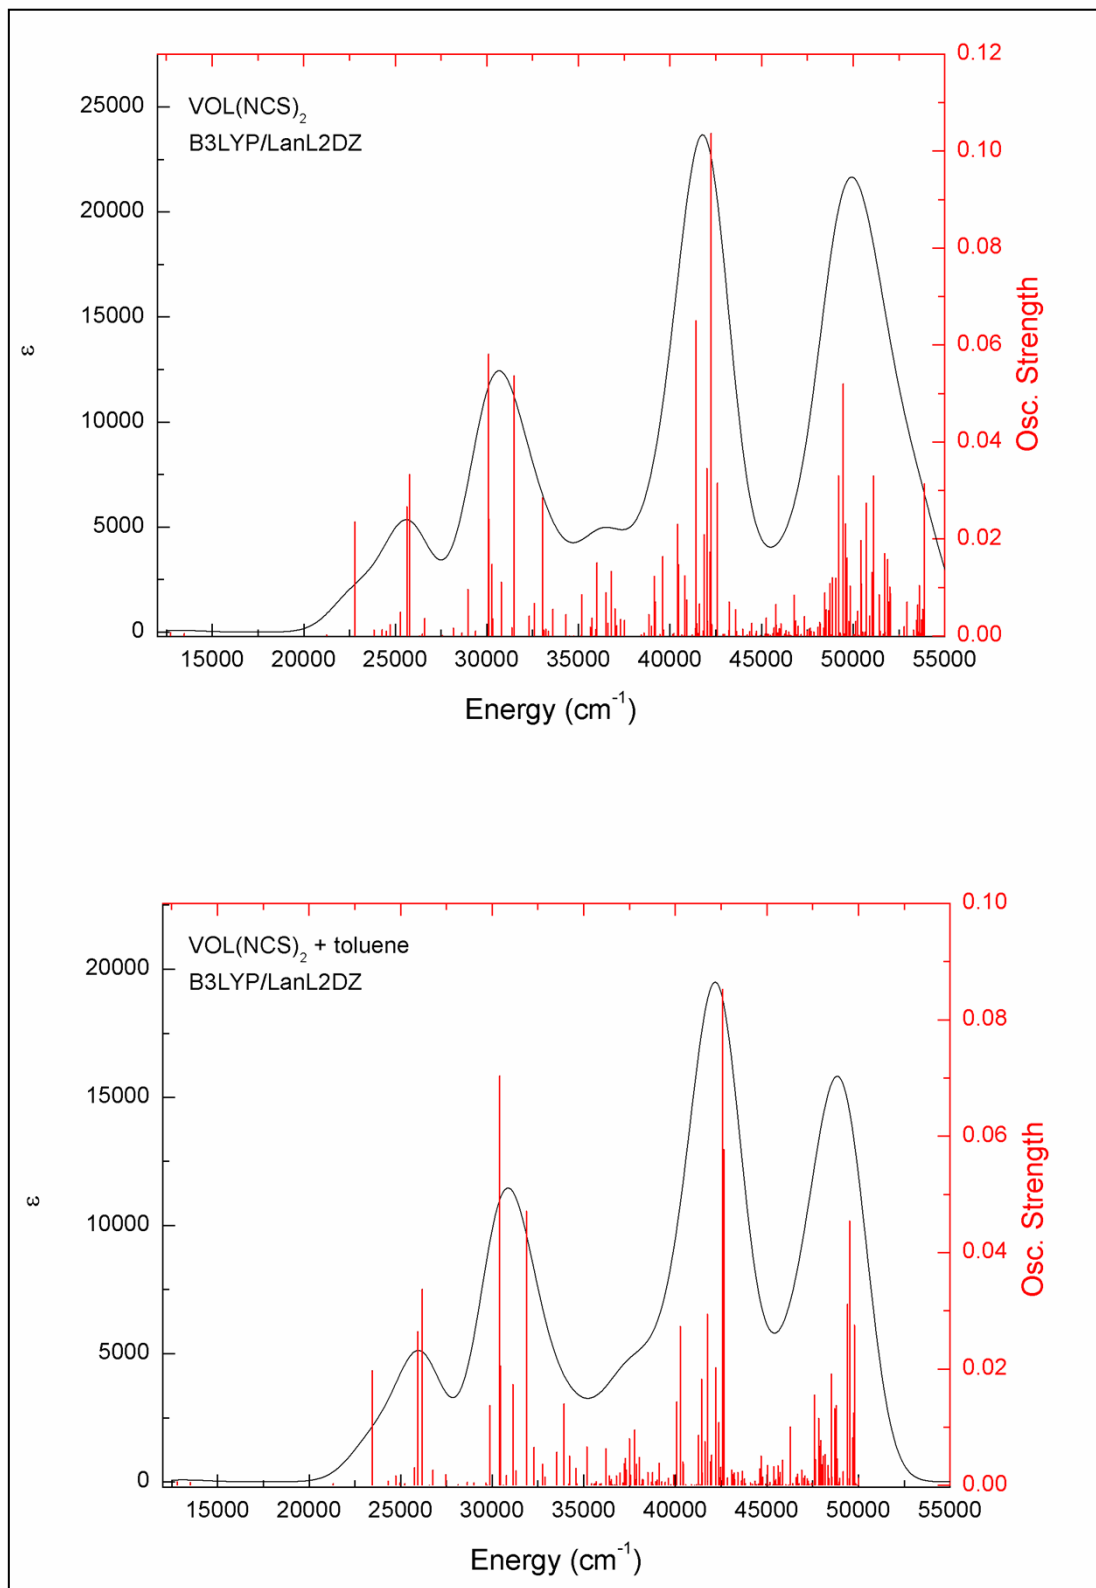 0.12
25000
VOL(NCS)₂
B3LYP/LanL2DZ
0.10
20000
0.08
15000
ε
0.06
Osc. Strength
10000
0.04
5000
0.02
0
0.00
15000 20000 25000 30000 35000 40000 45000 50000 55000
Energy (cm⁻¹)
0.10
VOL(NCS)₂ + toluene
B3LYP/LanL2DZ
20000
0.08
15000
0.06
ε
Osc. Strength
10000
0.04
5000
0.02
0
0.00
15000 20000 25000 30000 35000 40000 45000 50000 55000
Energy (cm⁻¹)